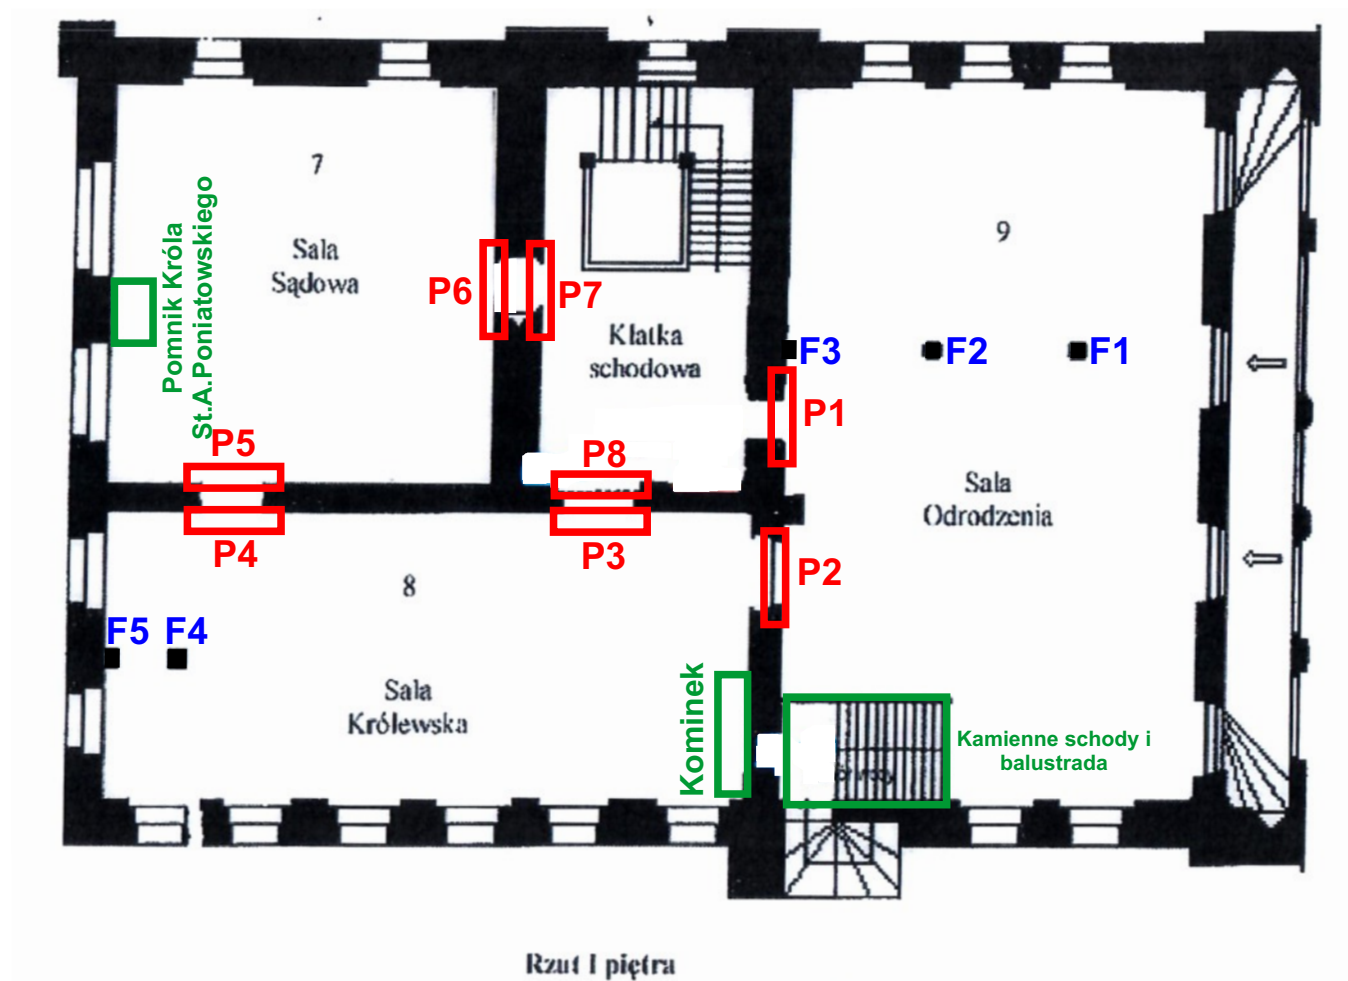 7
Sala
Sądowa
Pomnik Króla
St.A.Poniatowskiego
P6
P7
Klatka
schodowa
9
F3
F2
F1
P1
P5
P8
Sala
Odrodzenia
P4
P3
P2
8
F5
F4
Sala
Królewska
Kominek
Kamienne schody i
balustrada
Rzut I piętra